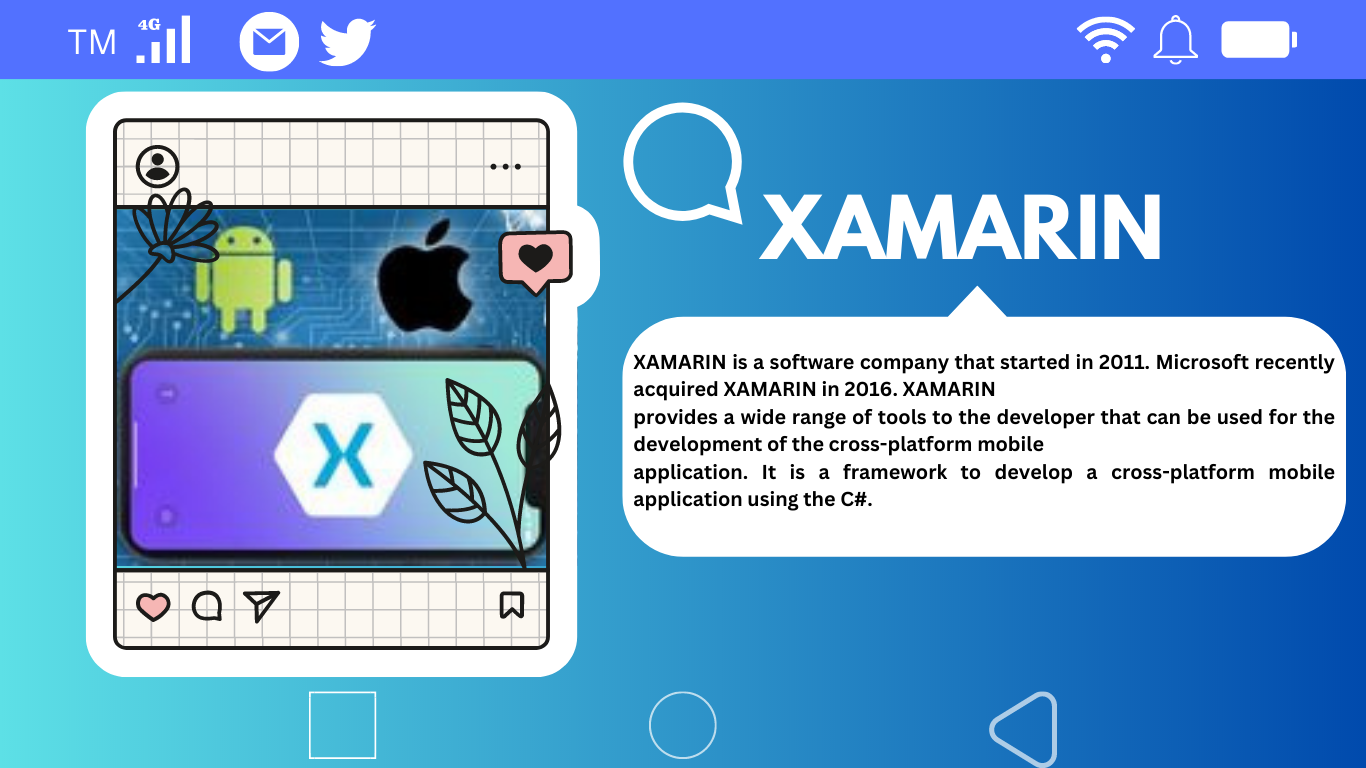 TM
4G
XAMARIN
XAMARIN is a software company that started in 2011. Microsoft recently
acquired XAMARIN in 2016. XAMARIN
provides a wide range of tools to the developer that can be used for the
development of the cross-platform mobile
application. It is a framework to develop a cross-platform mobile
application using the C#.